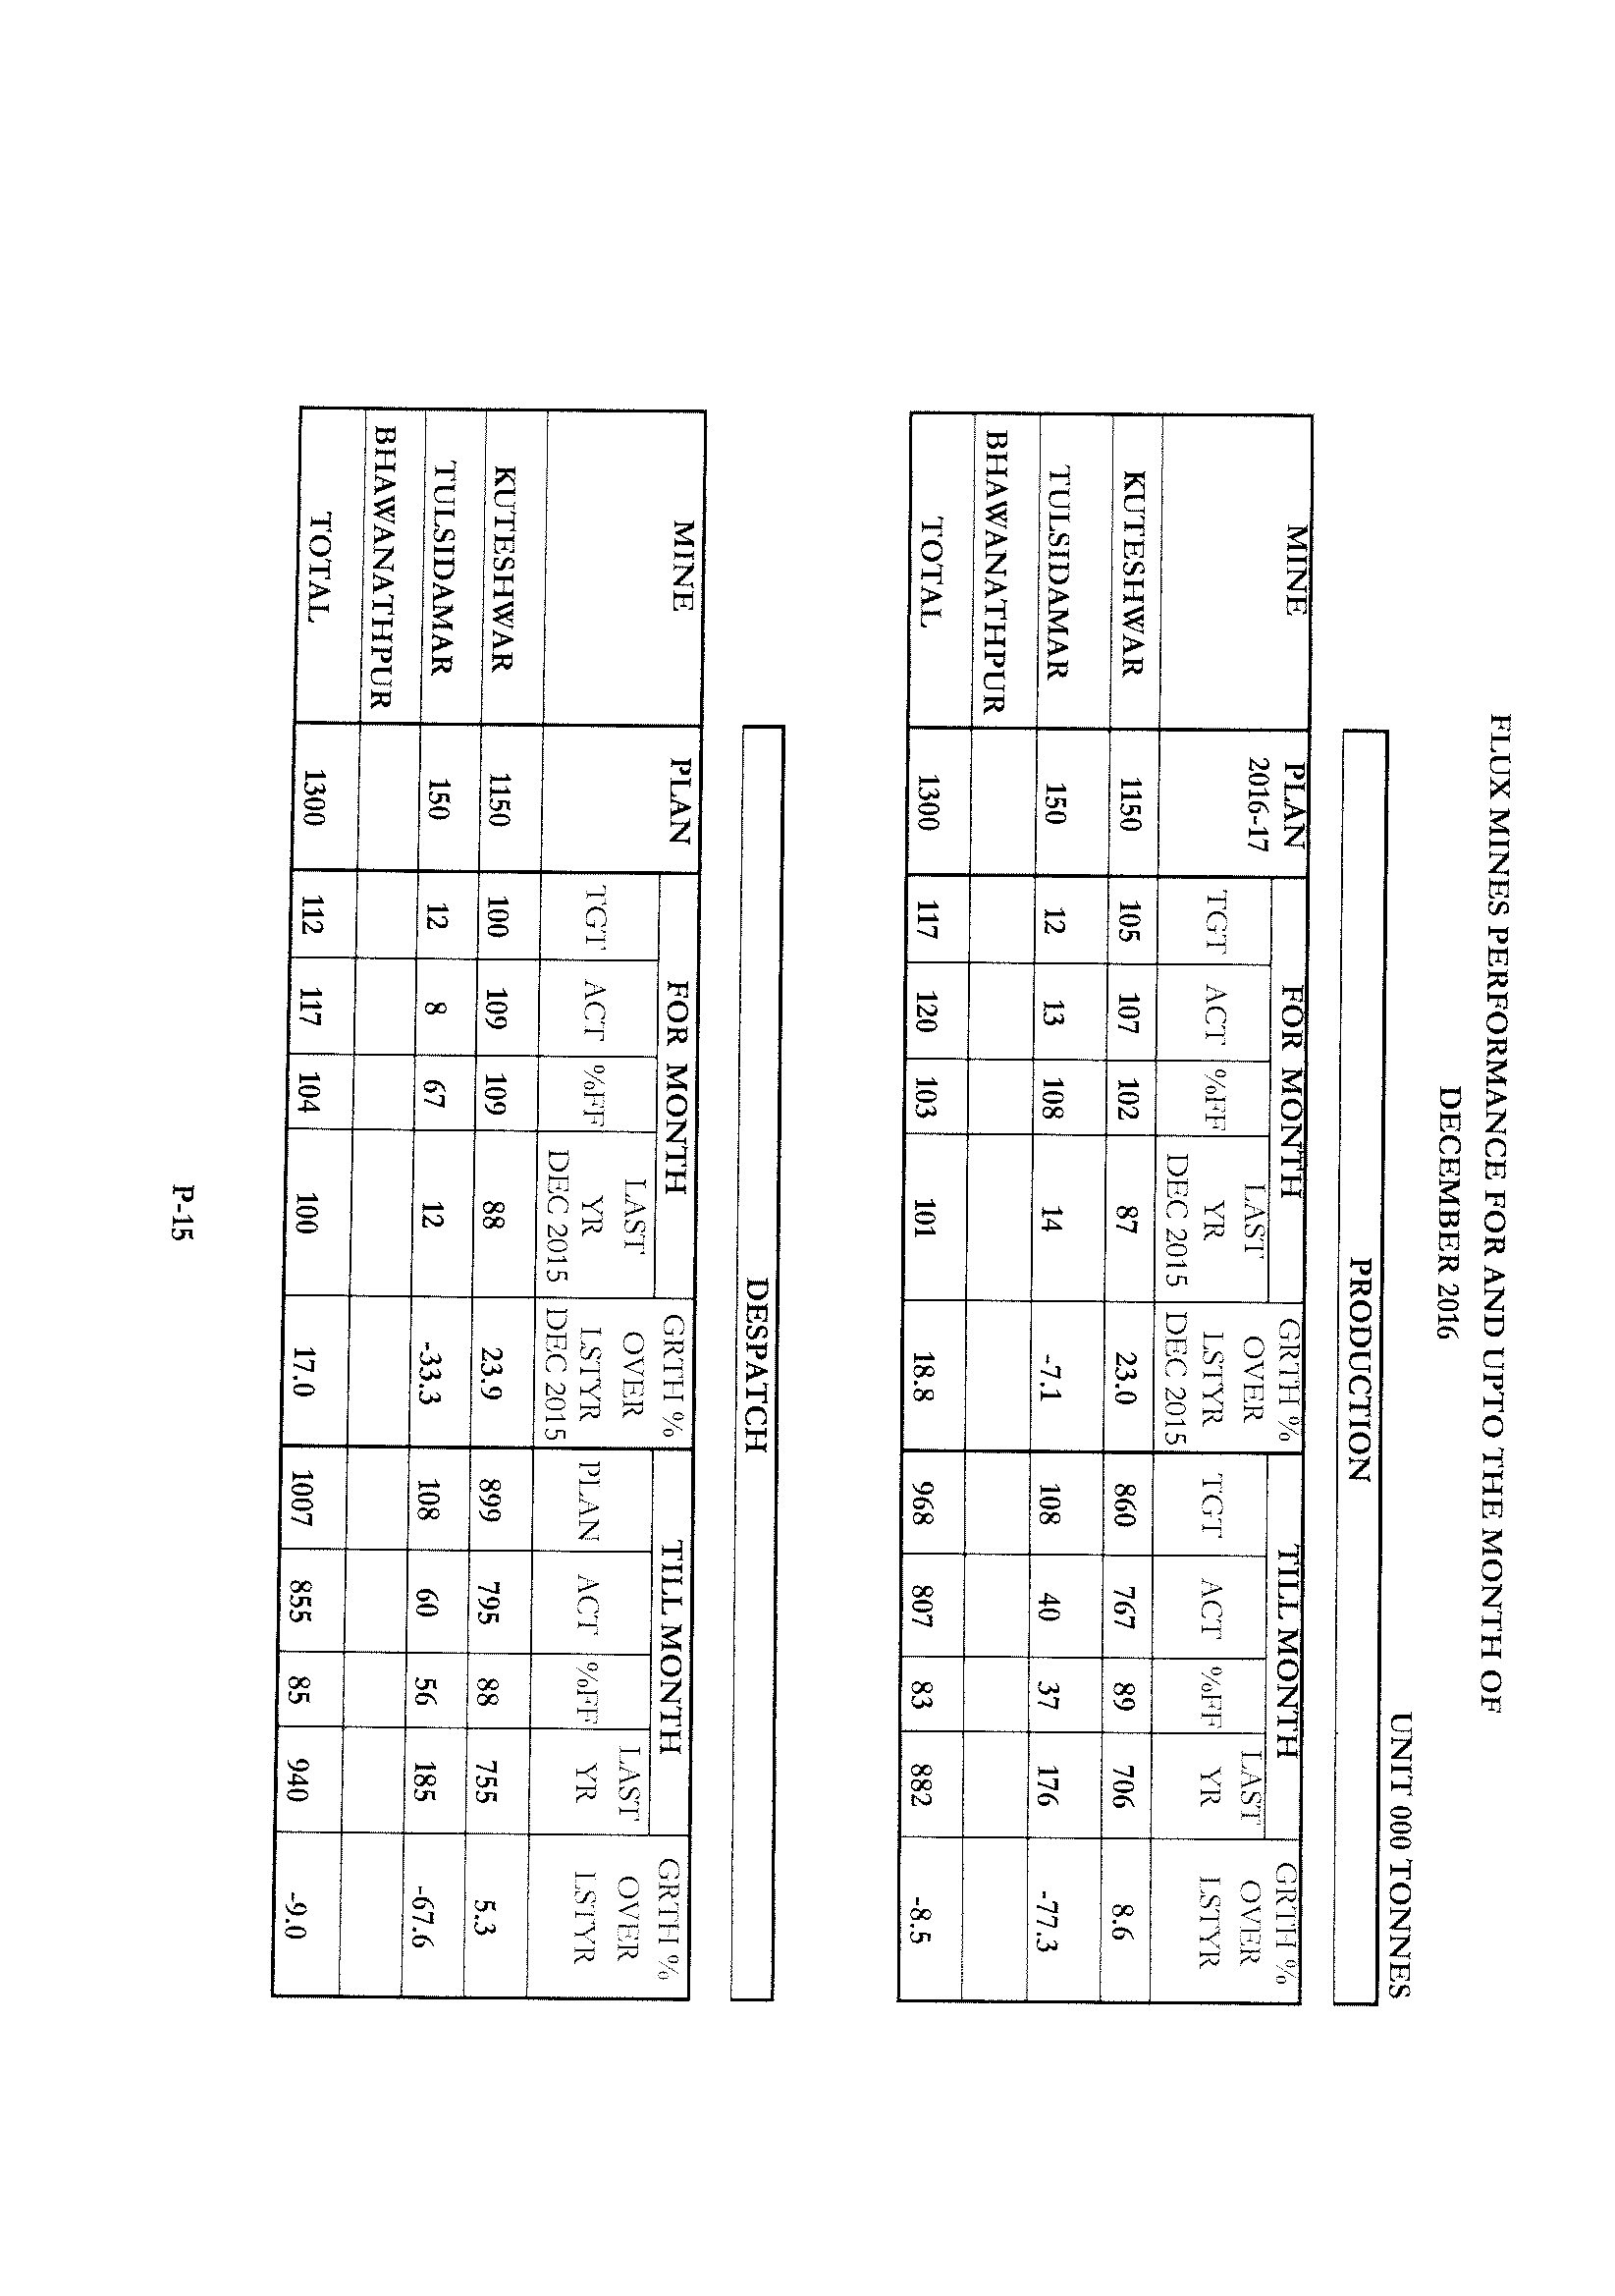 FLUX MINES PERFORMANCE FOR AND UPTO THE MONTH OF
DECEMBER 2016
UNIT 000 TONNES
PRODUCTION
MINE PLAN 2016-17 FOR MONTH GRTH % OVER LSTYR DEC 2015 TILL MONTH GRTH % OVER LSTYR
TGT ACT %FF LAST YR DEC 2015 TGT ACT %FF LAST YR
KUTESHWAR 1150 105 107 102 87 23.0 860 767 89 706 8.6
TULSIDAMAR 150 12 13 108 14 -7.1 108 40 37 176 -77.3
BHAWANATHPUR
TOTAL 1300 117 120 103 101 18.8 968 807 83 882 -8.5
DESPATCH
MINE PLAN FOR MONTH GRTH % OVER LSTYR DEC 2015 TILL MONTH GRTH % OVER LSTYR
TGT ACT %FF LAST YR DEC 2015 PLAN ACT %FF LAST YR
KUTESHWAR 1150 100 109 109 88 23.9 899 795 88 755 5.3
TULSIDAMAR 150 12 8 67 12 -33.3 108 60 56 185 -67.6
BHAWANATHPUR
TOTAL 1300 112 117 104 100 17.0 1007 855 85 940 -9.0
P-15